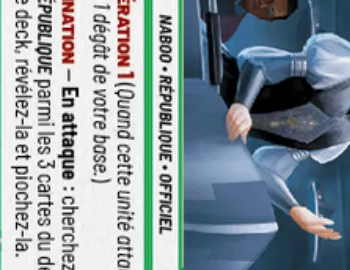 NABOO • RÉPUBLIQUE • OFFICIEL
ÉRATION 1 (Quand cette unité atta
1 dégât de votre base.)
INATION – En attaque : cherchez
ÉPUBLIQUE parmi les 3 cartes du de
e deck, révélez-la et piochez-la.